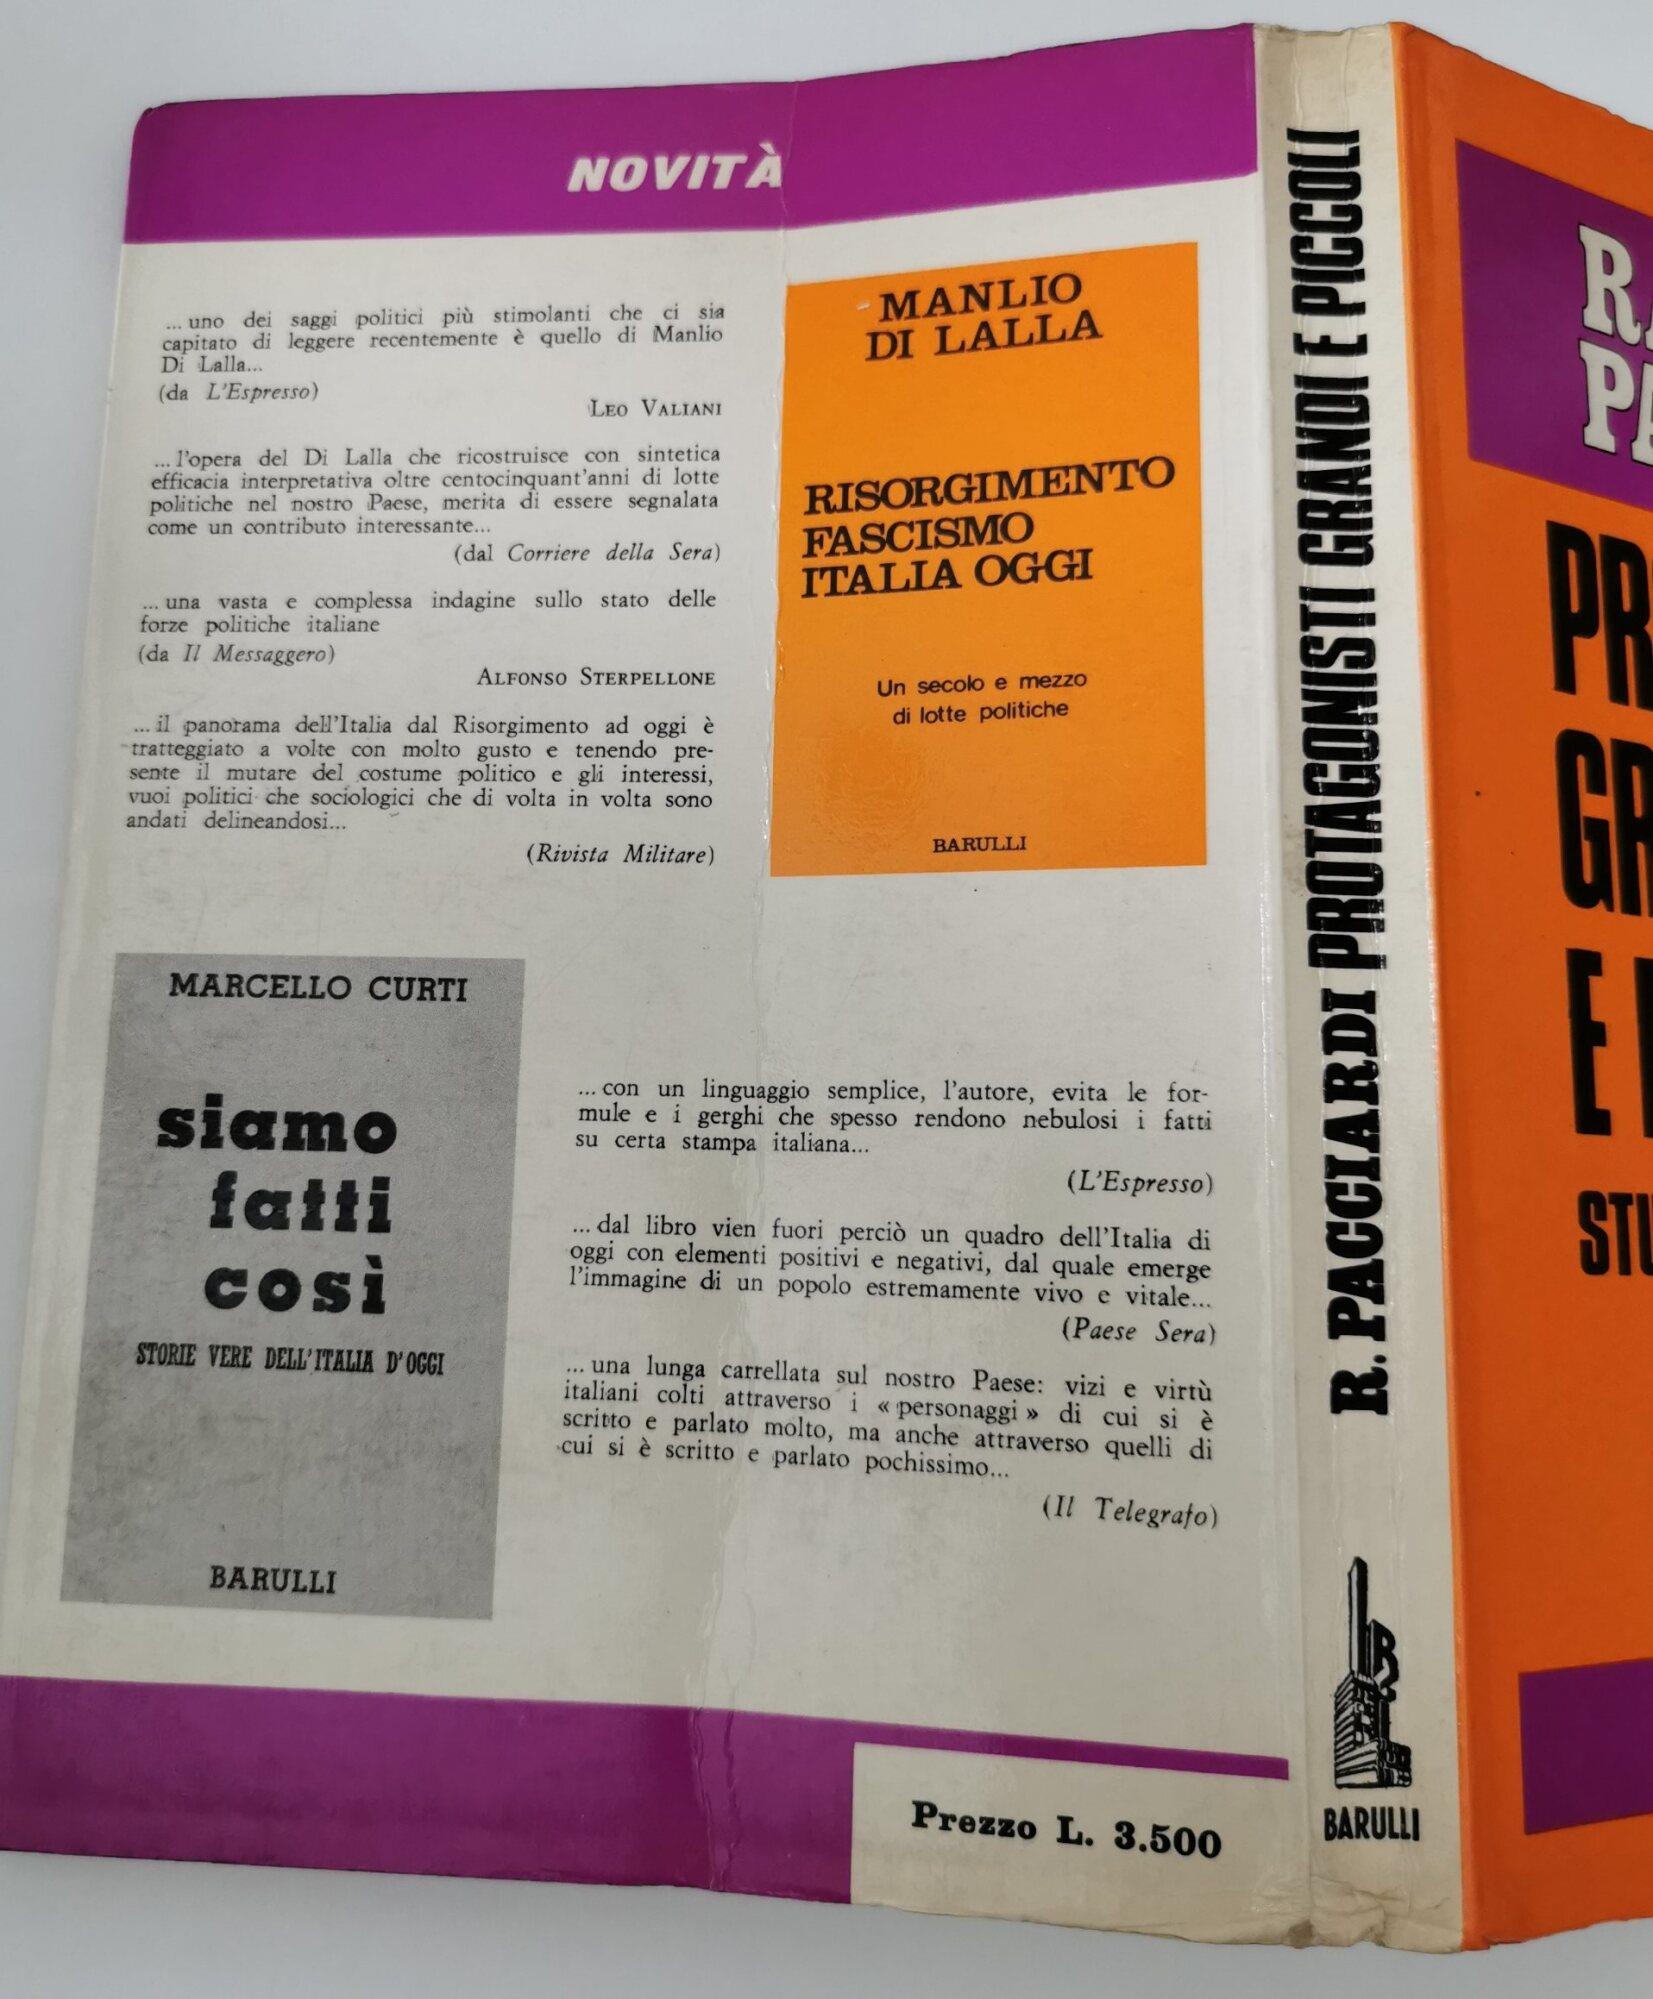 NOVITÀ
... uno dei saggi politici più stimolanti che ci sia
capitato di leggere recentemente è quello di Manlio
Di Lalla...
(da L'Espresso)
LEO VALIANI
... l'opera del Di Lalla che ricostruisce con sintetica
efficacia interpretativa oltre centocinquant'anni di lotte
politiche nel nostro Paese, merita di essere segnalata
come un contributo interessante...
(dal Corriere della Sera)
... una vasta e complessa indagine sullo stato delle
forze politiche italiane
(da Il Messaggero)
ALFONSO STERPELLONE
... il panorama dell'Italia dal Risorgimento ad oggi è
tratteggiato a volte con molto gusto e tenendo pre-
sente il mutare del costume politico e gli interessi,
vuoi politici che sociologici che di volta in volta sono
andati delineandosi...
(Rivista Militare)
MANLIO
DI LALLA
RISORGIMENTO
FASCISMO
ITALIA OGGI
Un secolo e mezzo
di lotte politiche
BARULLI
MARCELLO CURTI
siamo
fatti
così
STORIE VERE DELL'ITALIA D'OGGI
BARULLI
... con un linguaggio semplice, l'autore, evita le for-
mule e i gerghi che spesso rendono nebulosi i fatti
su certa stampa italiana...
(L'Espresso)
... dal libro vien fuori perciò un quadro dell'Italia di
oggi con elementi positivi e negativi, dal quale emerge
l'immagine di un popolo estremamente vivo e vitale...
(Paese Sera)
... una lunga carrellata sul nostro Paese: vizi e virtù
italiani colti attraverso i « personaggi » di cui si è
scritto e parlato molto, ma anche attraverso quelli di
cui si è scritto e parlato pochissimo...
(Il Telegrafo)
Prezzo L. 3.500
R. PACCIARDI PROTAGONISTI GRANDI E PICCOLI
BARULLI
PR
GR
E
STU